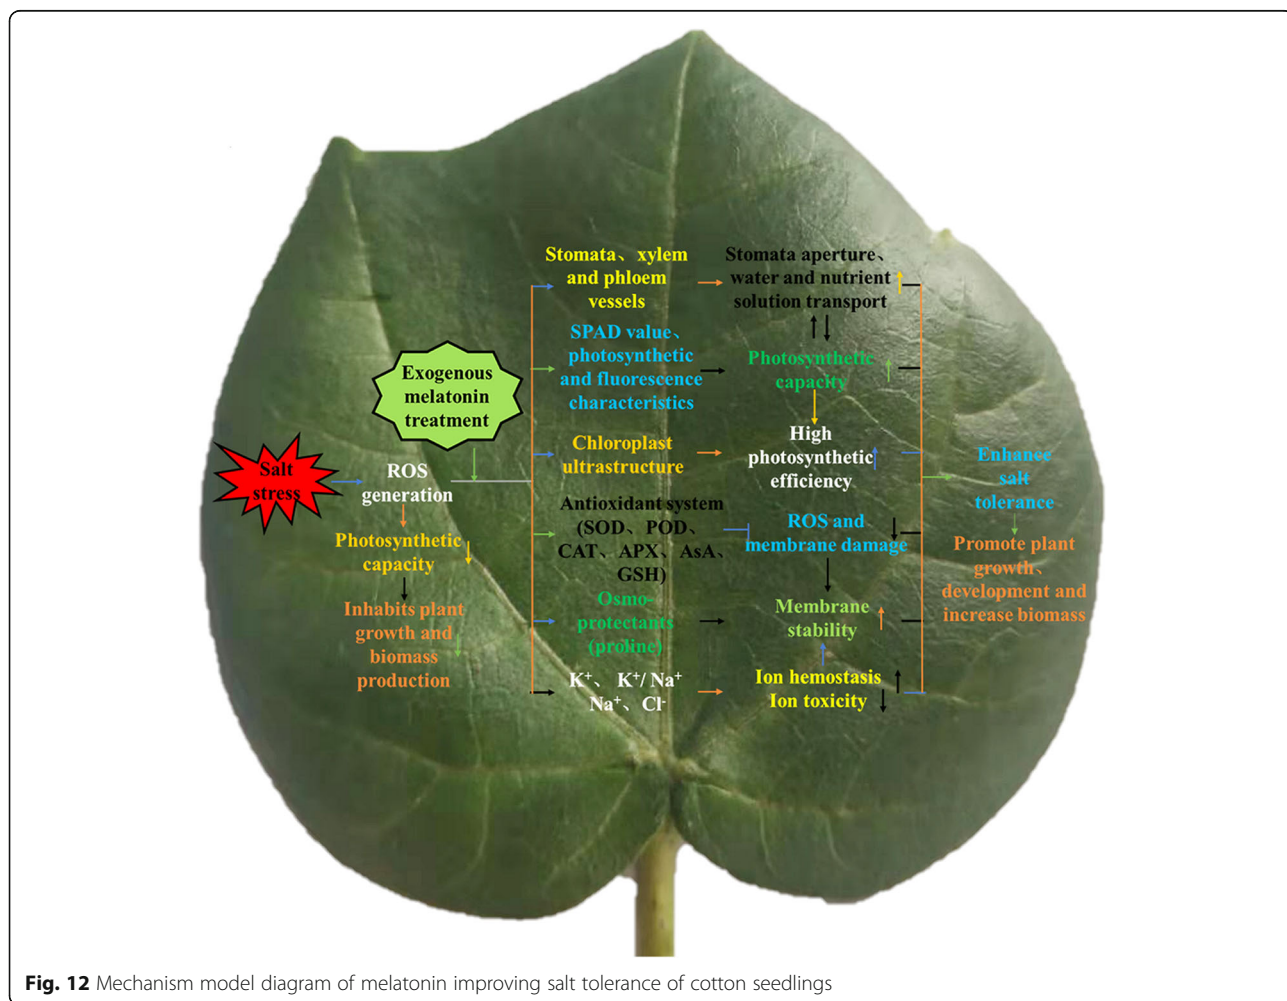 Salt
stress
ROS
generation
Photosynthetic
capacity
Inhabits plant
growth and
biomass
production
Exogenous
melatonin
treatment
Stomata、xylem
and phloem
vessels
SPAD value、
photosynthetic
and fluorescence
characteristics
Chloroplast
ultrastructure
Antioxidant system
(SOD、POD、
CAT、APX、AsA、
GSH)
Osmo-
protectants
(proline)
K⁺、 K⁺/ Na⁺
Na⁺、Cl⁻
Stomata aperture、
water and nutrient
solution transport
Photosynthetic
capacity
High
photosynthetic
efficiency
ROS and
membrane damage
Membrane
stability
Ion hemostasis
Ion toxicity
Enhance
salt
tolerance
Promote plant
growth、
development and
increase biomass
Fig. 12 Mechanism model diagram of melatonin improving salt tolerance of cotton seedlings